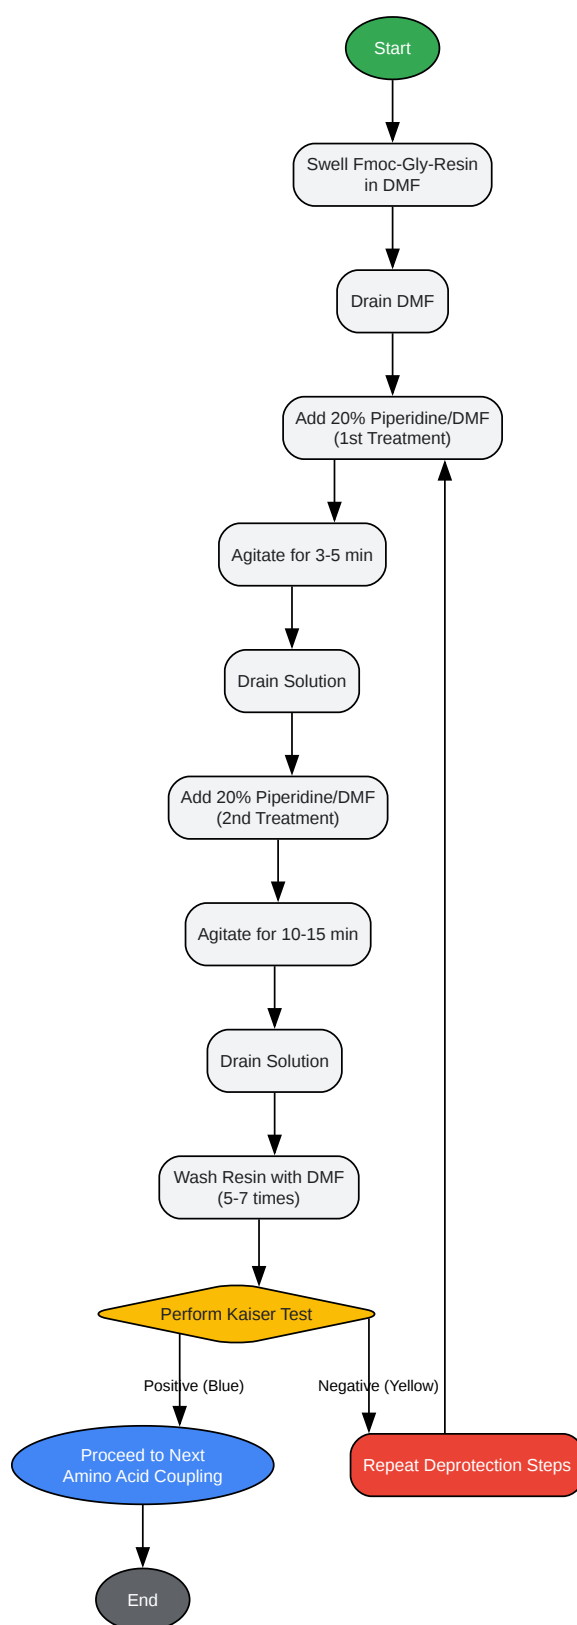 Start
Swell Fmoc-Gly-Resin
in DMF
Drain DMF
Add 20% Piperidine/DMF
(1st Treatment)
Agitate for 3-5 min
Drain Solution
Add 20% Piperidine/DMF
(2nd Treatment)
Agitate for 10-15 min
Drain Solution
Wash Resin with DMF
(5-7 times)
Perform Kaiser Test
Positive (Blue)
Negative (Yellow)
Proceed to Next
Amino Acid Coupling
Repeat Deprotection Steps
End